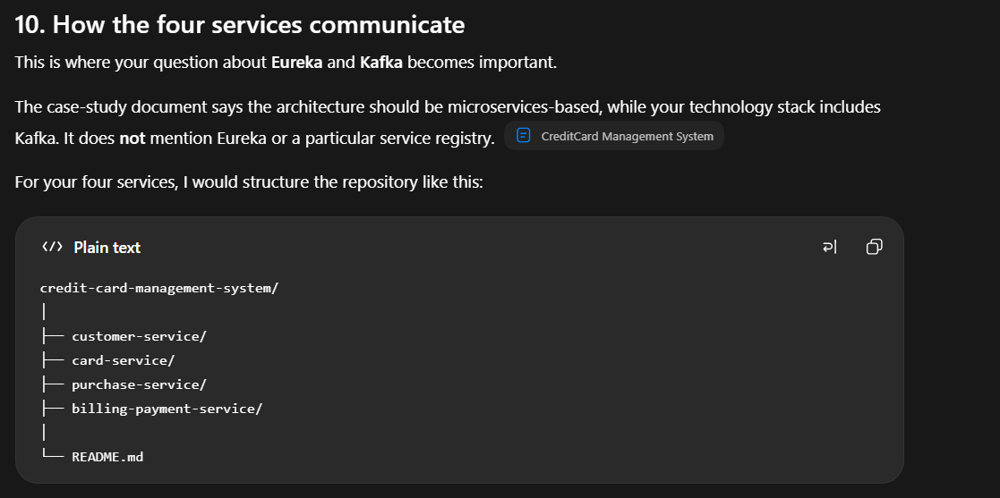 10. How the four services communicate
This is where your question about Eureka and Kafka becomes important.
The case-study document says the architecture should be microservices-based, while your technology stack includes
Kafka. It does not mention Eureka or a particular service registry. CreditCard Management System
For your four services, I would structure the repository like this:
</> Plain text
credit-card-management-system/
│
├── customer-service/
├── card-service/
├── purchase-service/
├── billing-payment-service/
│
└── README.md